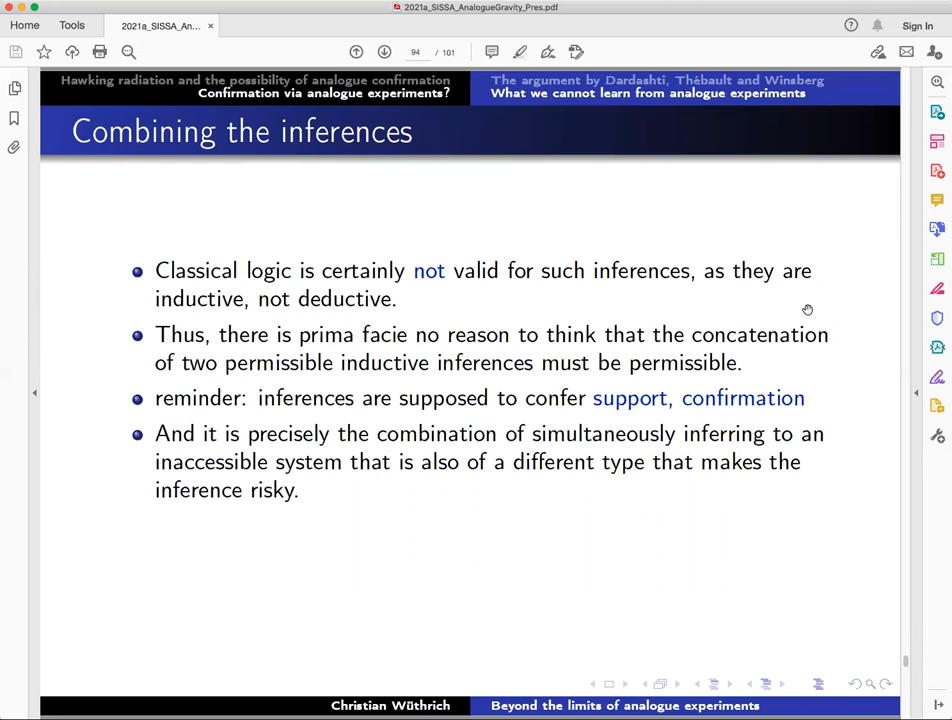 2021a_SISSA_AnalogueGravity_Pres.pdf
Home
Tools
2021a_SISSA_An...
×
Sign In
94 / 101
Hawking radiation and the possibility of analogue confirmation
Confirmation via analogue experiments?
The argument by Dardashti, Thébault and Winsberg
What we cannot learn from analogue experiments
Combining the inferences
Classical logic is certainly not valid for such inferences, as they are
inductive, not deductive.
Thus, there is prima facie no reason to think that the concatenation
of two permissible inductive inferences must be permissible.
reminder: inferences are supposed to confer support, confirmation
And it is precisely the combination of simultaneously inferring to an
inaccessible system that is also of a different type that makes the
inference risky.
Christian Wüthrich
Beyond the limits of analogue experiments